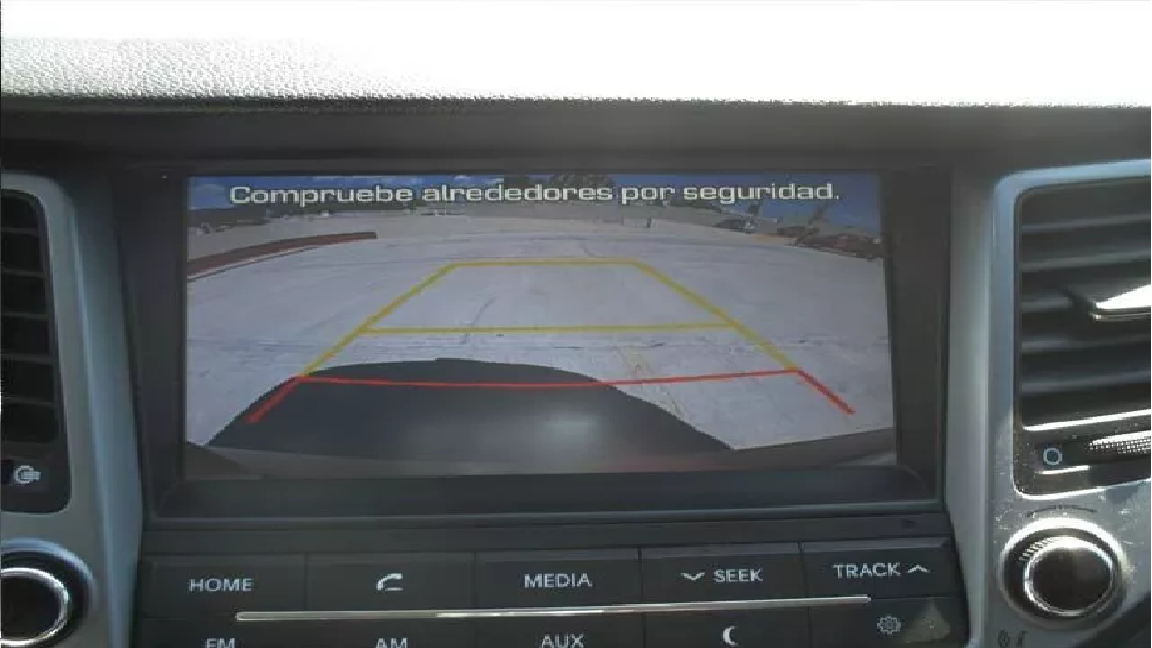 Compruebe alrededores por seguridad.
HOME
MEDIA
SEEK
TRACK
FM
AM
AUX